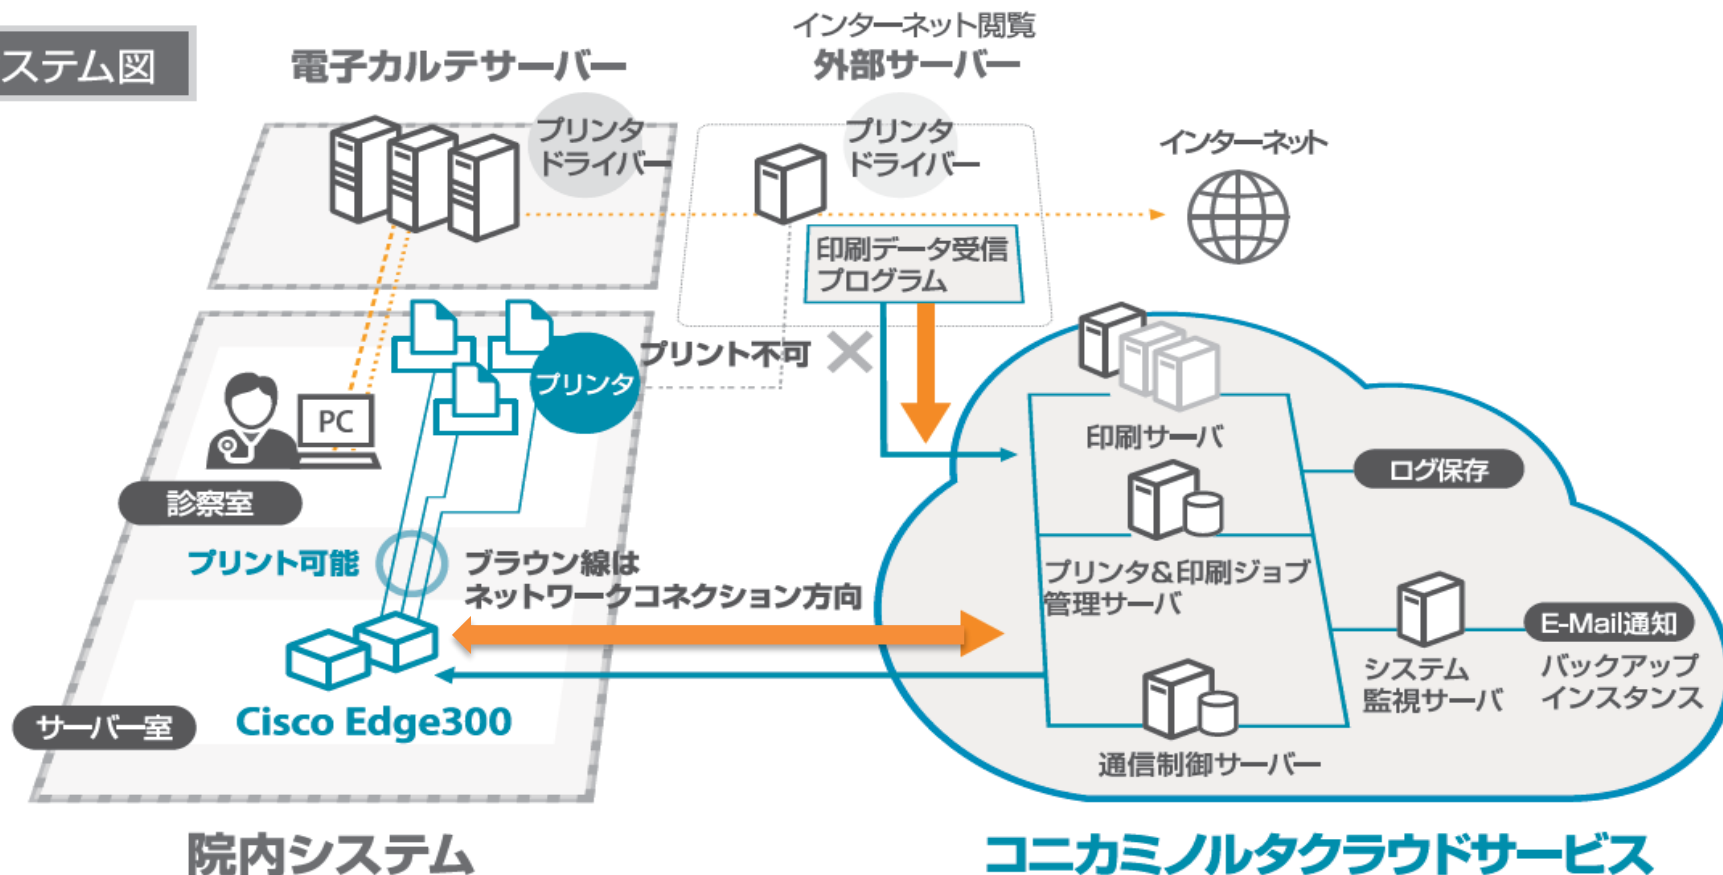 ステム図
電子カルテサーバー
インターネット閲覧
外部サーバー
プリンタ
ドライバー
プリンタ
ドライバー
インターネット
印刷データ受信
プログラム
プリント不可
プリンタ
PC
診察室
プリント可能
ブラウン線は
ネットワークコネクション方向
印刷サーバ
ログ保存
プリンタ&印刷ジョブ
管理サーバ
E-Mail通知
システム
監視サーバ
バックアップ
インスタンス
サーバー室
Cisco Edge300
通信制御サーバー
院内システム
コニカミノルタクラウドサービス